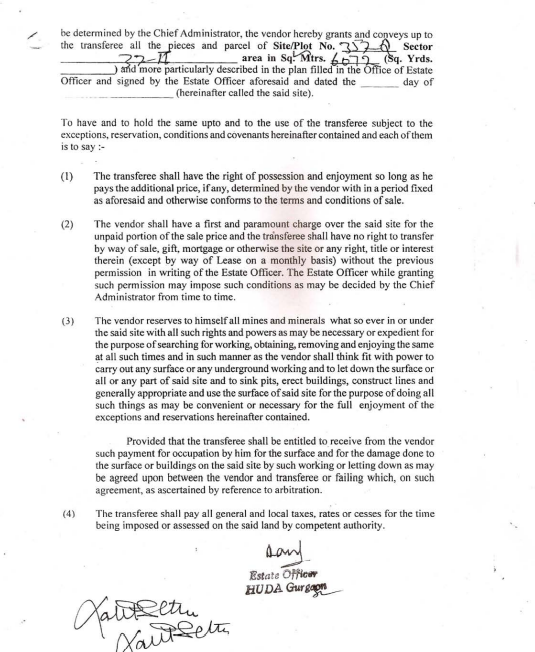 be determined by the Chief Administrator, the vendor hereby grants and conveys up to
the transferee all the pieces and parcel of Site/Plot No. 357-A Sector
22-A area in Sq. Mtrs. (Sq. Yrds.
) and more particularly described in the plan filled in the Office of Estate
Officer and signed by the Estate Officer aforesaid and dated the ______ day of
______________ (hereinafter called the said site).
To have and to hold the same upto and to the use of the transferee subject to the
exceptions, reservation, conditions and covenants hereinafter contained and each of them
is to say :-
(1) The transferee shall have the right of possession and enjoyment so long as he
pays the additional price, if any, determined by the vendor with in a period fixed
as aforesaid and otherwise conforms to the terms and conditions of sale.
(2) The vendor shall have a first and paramount charge over the said site for the
unpaid portion of the sale price and the transferee shall have no right to transfer
by way of sale, gift, mortgage or otherwise the site or any right, title or interest
therein (except by way of Lease on a monthly basis) without the previous
permission in writing of the Estate Officer. The Estate Officer while granting
such permission may impose such conditions as may be decided by the Chief
Administrator from time to time.
(3) The vendor reserves to himself all mines and minerals what so ever in or under
the said site with all such rights and powers as may be necessary or expedient for
the purpose of searching for working, obtaining, removing and enjoying the same
at all such times and in such manner as the vendor shall think fit with power to
carry out any surface or any underground working and to let down the surface or
all or any part of said site and to sink pits, erect buildings, construct lines and
generally appropriate and use the surface of said site for the purpose of doing all
such things as may be convenient or necessary for the full enjoyment of the
exceptions and reservations hereinafter contained.
Provided that the transferee shall be entitled to receive from the vendor
such payment for occupation by him for the surface and for the damage done to
the surface or buildings on the said site by such working or letting down as may
be agreed upon between the vendor and transferee or failing which, on such
agreement, as ascertained by reference to arbitration.
(4) The transferee shall pay all general and local taxes, rates or cesses for the time
being imposed or assessed on the said land by competent authority.
Estate Officer
HUDA Gurgaon